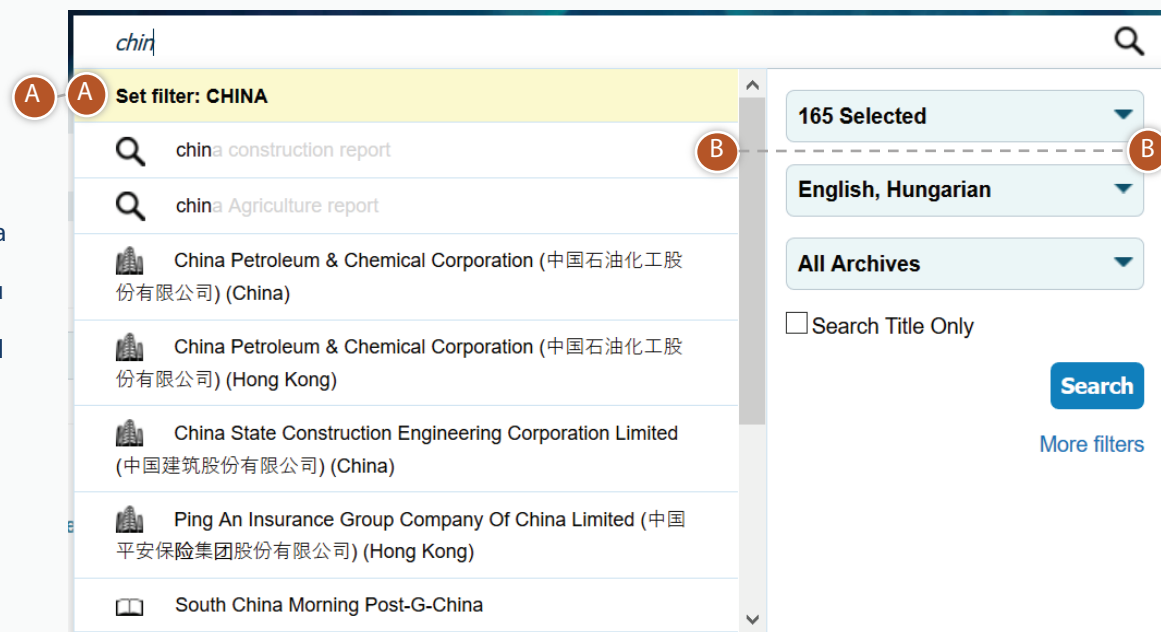 chin
A
A
Set filter: CHINA
china construction report
china Agriculture report
China Petroleum & Chemical Corporation (中国石油化工股
份有限公司) (China)
China Petroleum & Chemical Corporation (中国石油化工股
份有限公司) (Hong Kong)
China State Construction Engineering Corporation Limited
(中国建筑股份有限公司) (China)
Ping An Insurance Group Company Of China Limited (中国
平安保险集团股份有限公司) (Hong Kong)
South China Morning Post-G-China
165 Selected
B
B
English, Hungarian
All Archives
Search Title Only
Search
More filters
a